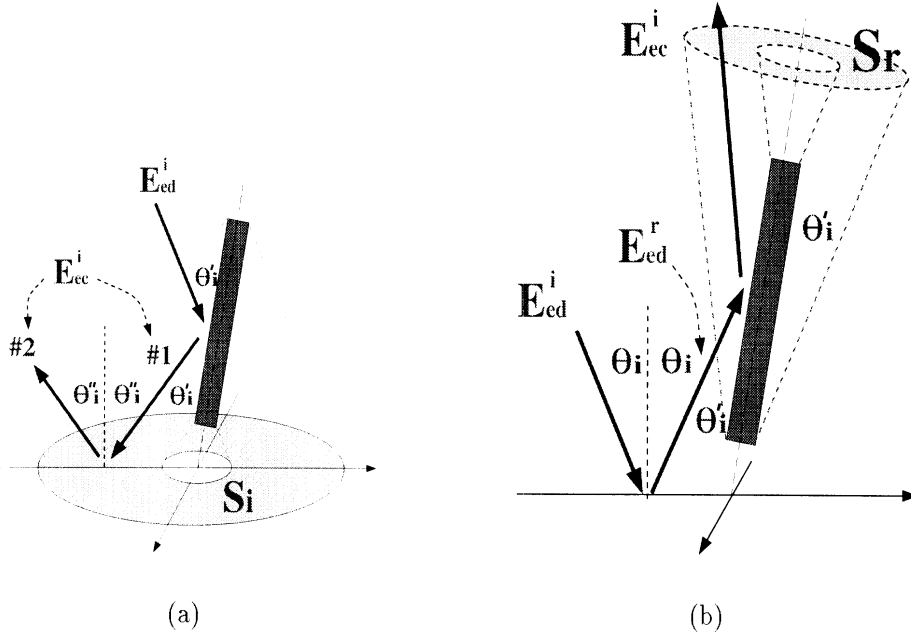 E^i_ed
θ'_i
E^i_ec
#2
#1
θ''_i θ''_i θ'_i
S_i
(a)
E^i_ec
S_r
θ'_i
E^r_ed
E^i_ed
θ_i θ_i
θ'_i
(b)